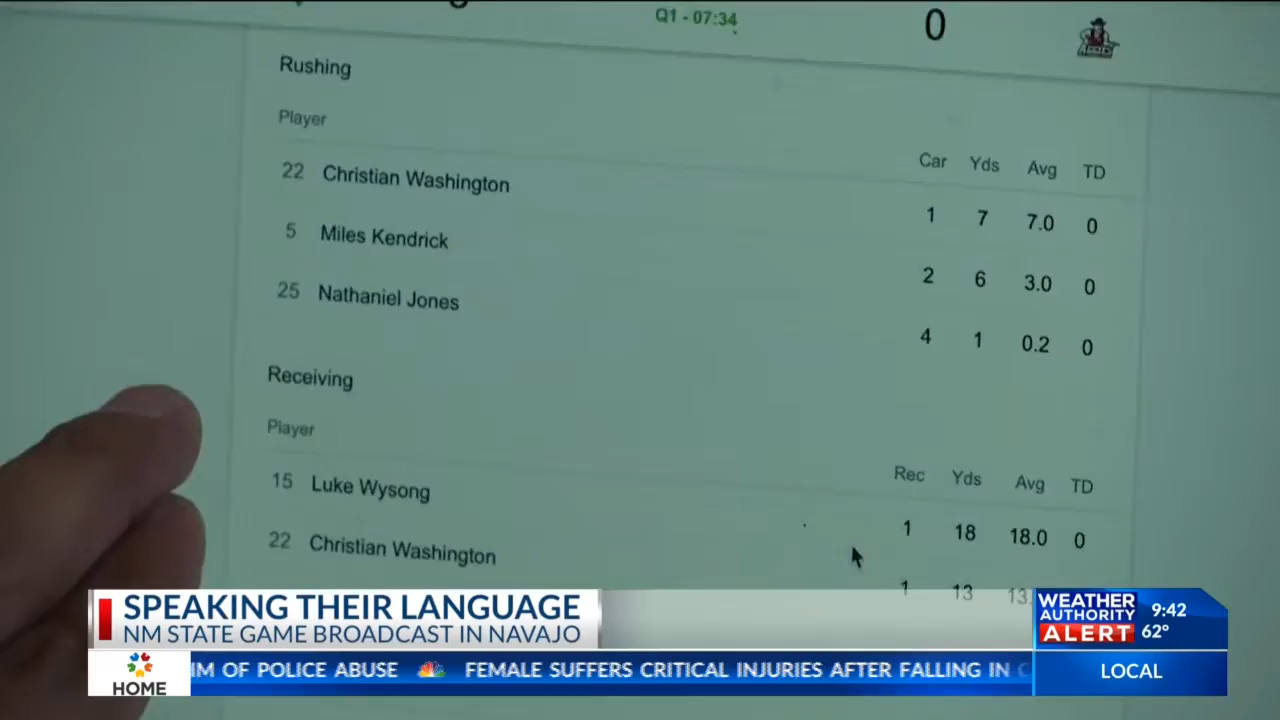 Q1 - 07:34
0
Rushing
Player Car Yds Avg TD
22 Christian Washington 1 7 7.0 0
5 Miles Kendrick 2 6 3.0 0
25 Nathaniel Jones 4 1 0.2 0
Receiving
Player Rec Yds Avg TD
15 Luke Wysong 1 18 18.0 0
22 Christian Washington 1 13
SPEAKING THEIR LANGUAGE
NM STATE GAME BROADCAST IN NAVAJO
WEATHER
AUTHORITY
ALERT
9:42
62°
HOME
OF POLICE ABUSE FEMALE SUFFERS CRITICAL INJURIES AFTER FALLING IN
LOCAL